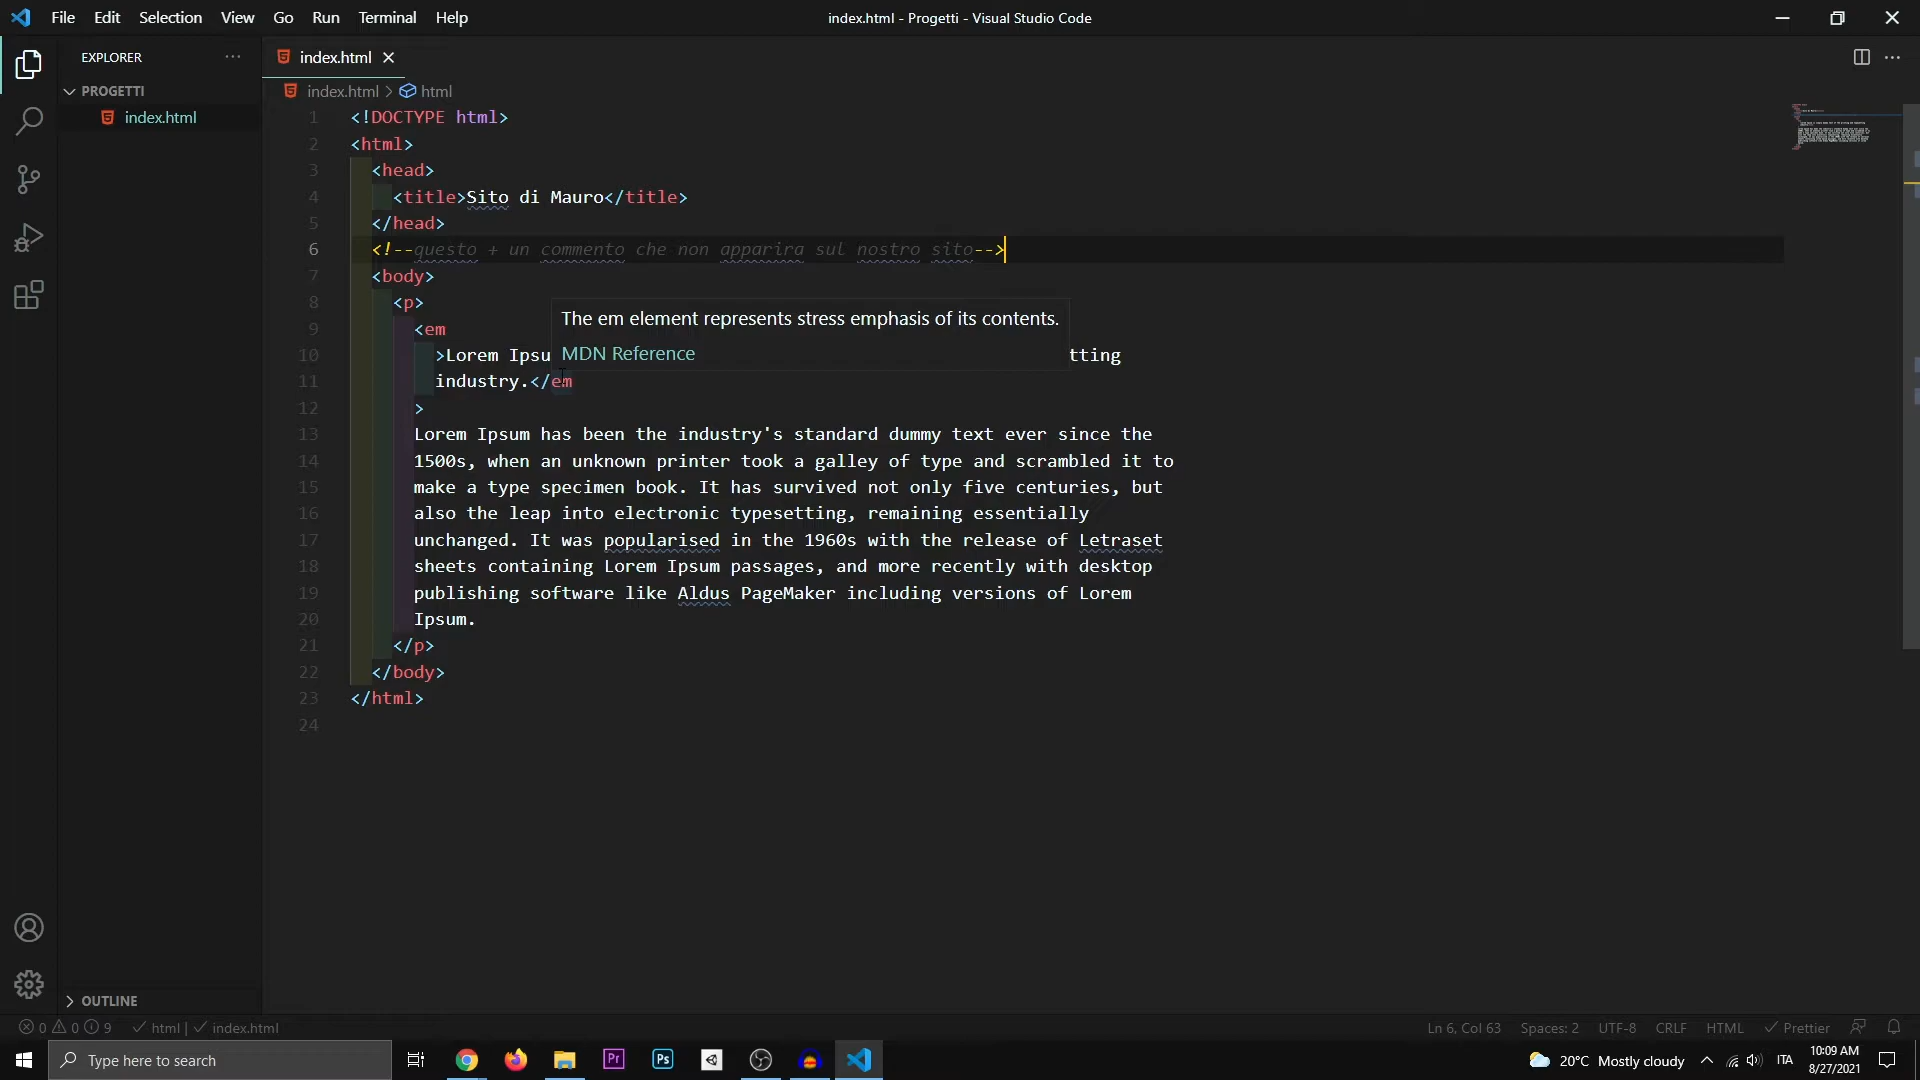 File Edit Selection View Go Run Terminal Help
index.html - Progetti - Visual Studio Code
EXPLORER
index.html
PROGETTI
index.html
index.html > html
1 <!DOCTYPE html>
2 <html>
3 <head>
4 <title>Sito di Mauro</title>
5 </head>
6 <!--questo + un commento che non apparira sul nostro sito-->
7 <body>
8 <p>
The em element represents stress emphasis of its contents.
9 <em
MDN Reference
10 >Lorem Ipsu tting
11 industry.</em
12 >
13 Lorem Ipsum has been the industry's standard dummy text ever since the
14 1500s, when an unknown printer took a galley of type and scrambled it to
15 make a type specimen book. It has survived not only five centuries, but
16 also the leap into electronic typesetting, remaining essentially
17 unchanged. It was popularised in the 1960s with the release of Letraset
18 sheets containing Lorem Ipsum passages, and more recently with desktop
19 publishing software like Aldus PageMaker including versions of Lorem
20 Ipsum.
21 </p>
22 </body>
23 </html>
24
OUTLINE
0 0 9 html | index.html
Ln 6, Col 63 Spaces: 2 UTF-8 CRLF HTML Prettier
Type here to search
Pr
Ps
20°C Mostly cloudy
ITA
10:09 AM
8/27/2021